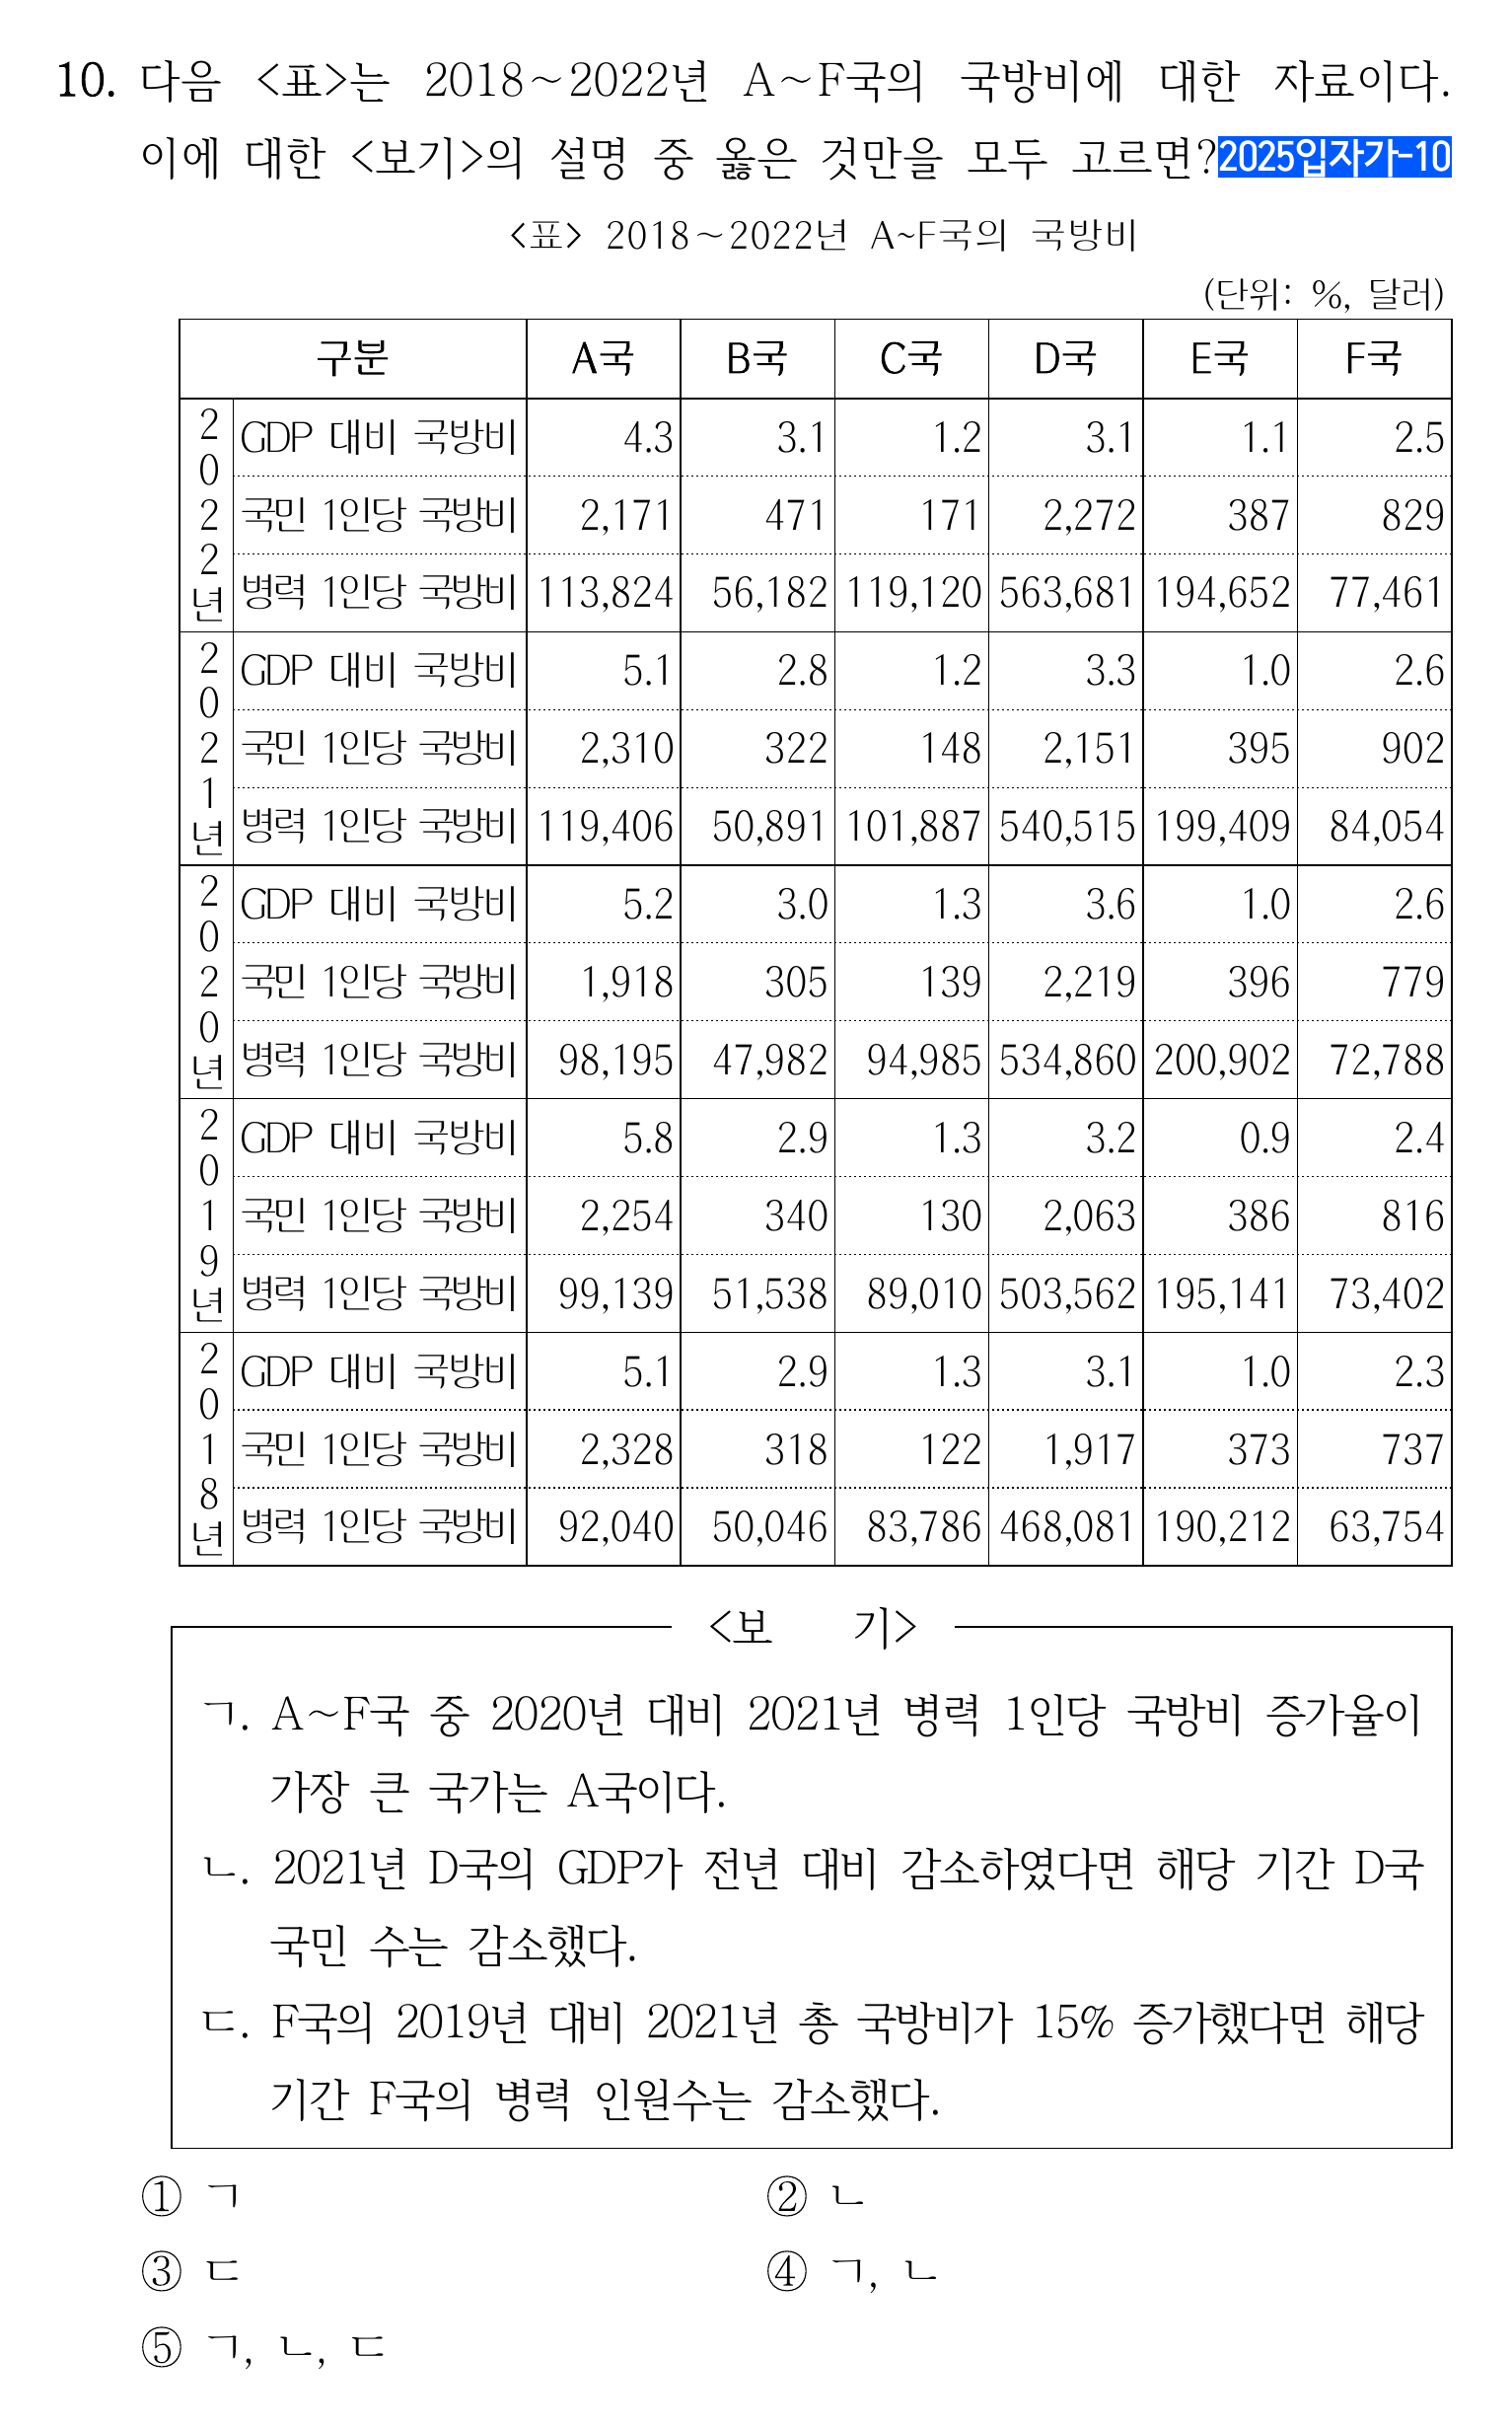 10. 다음 <표>는 2018~2022년 A~F국의 국방비에 대한 자료이다.
이에 대한 <보기>의 설명 중 옳은 것만을 모두 고르면?2025입자가-10
<표> 2018~2022년 A~F국의 국방비
(단위: %, 달러)
구분 A국 B국 C국 D국 E국 F국
2022년
GDP 대비 국방비 4.3 3.1 1.2 3.1 1.1 2.5
국민 1인당 국방비 2,171 471 171 2,272 387 829
병력 1인당 국방비 113,824 56,182 119,120 563,681 194,652 77,461
2021년
GDP 대비 국방비 5.1 2.8 1.2 3.3 1.0 2.6
국민 1인당 국방비 2,310 322 148 2,151 395 902
병력 1인당 국방비 119,406 50,891 101,887 540,515 199,409 84,054
2020년
GDP 대비 국방비 5.2 3.0 1.3 3.6 1.0 2.6
국민 1인당 국방비 1,918 305 139 2,219 396 779
병력 1인당 국방비 98,195 47,982 94,985 534,860 200,902 72,788
2019년
GDP 대비 국방비 5.8 2.9 1.3 3.2 0.9 2.4
국민 1인당 국방비 2,254 340 130 2,063 386 816
병력 1인당 국방비 99,139 51,538 89,010 503,562 195,141 73,402
2018년
GDP 대비 국방비 5.1 2.9 1.3 3.1 1.0 2.3
국민 1인당 국방비 2,328 318 122 1,917 373 737
병력 1인당 국방비 92,040 50,046 83,786 468,081 190,212 63,754
<보 기>
ㄱ. A~F국 중 2020년 대비 2021년 병력 1인당 국방비 증가율이
가장 큰 국가는 A국이다.
ㄴ. 2021년 D국의 GDP가 전년 대비 감소하였다면 해당 기간 D국
국민 수는 감소했다.
ㄷ. F국의 2019년 대비 2021년 총 국방비가 15% 증가했다면 해당
기간 F국의 병력 인원수는 감소했다.
① ㄱ ② ㄴ
③ ㄷ ④ ㄱ, ㄴ
⑤ ㄱ, ㄴ, ㄷ